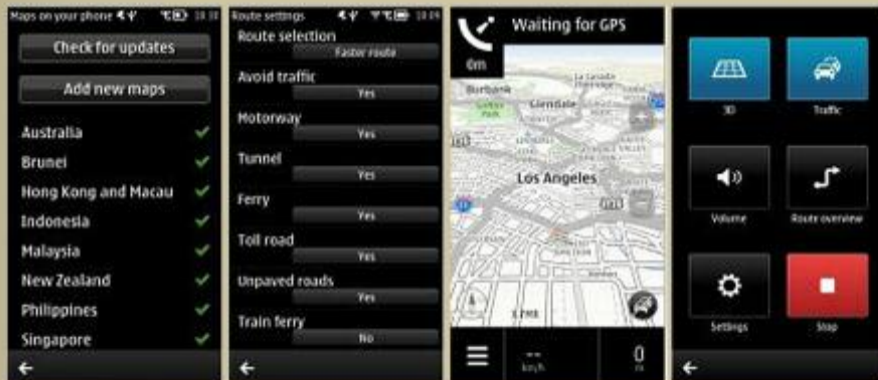 Maps on your phone
Check for updates
Add new maps
Australia
Brunei
Hong Kong and Macau
Indonesia
Malaysia
New Zealand
Philippines
Singapore
Route settings
Route selection
Faster route
Avoid traffic
Yes
Motorway
Yes
Tunnel
Yes
Ferry
Yes
Toll road
Yes
Unpaved roads
Yes
Train ferry
No
Waiting for GPS
0m
Burbank
Glendale
Los Angeles
km/h
0
3D
Traffic
Volume
Route overview
Settings
Stop